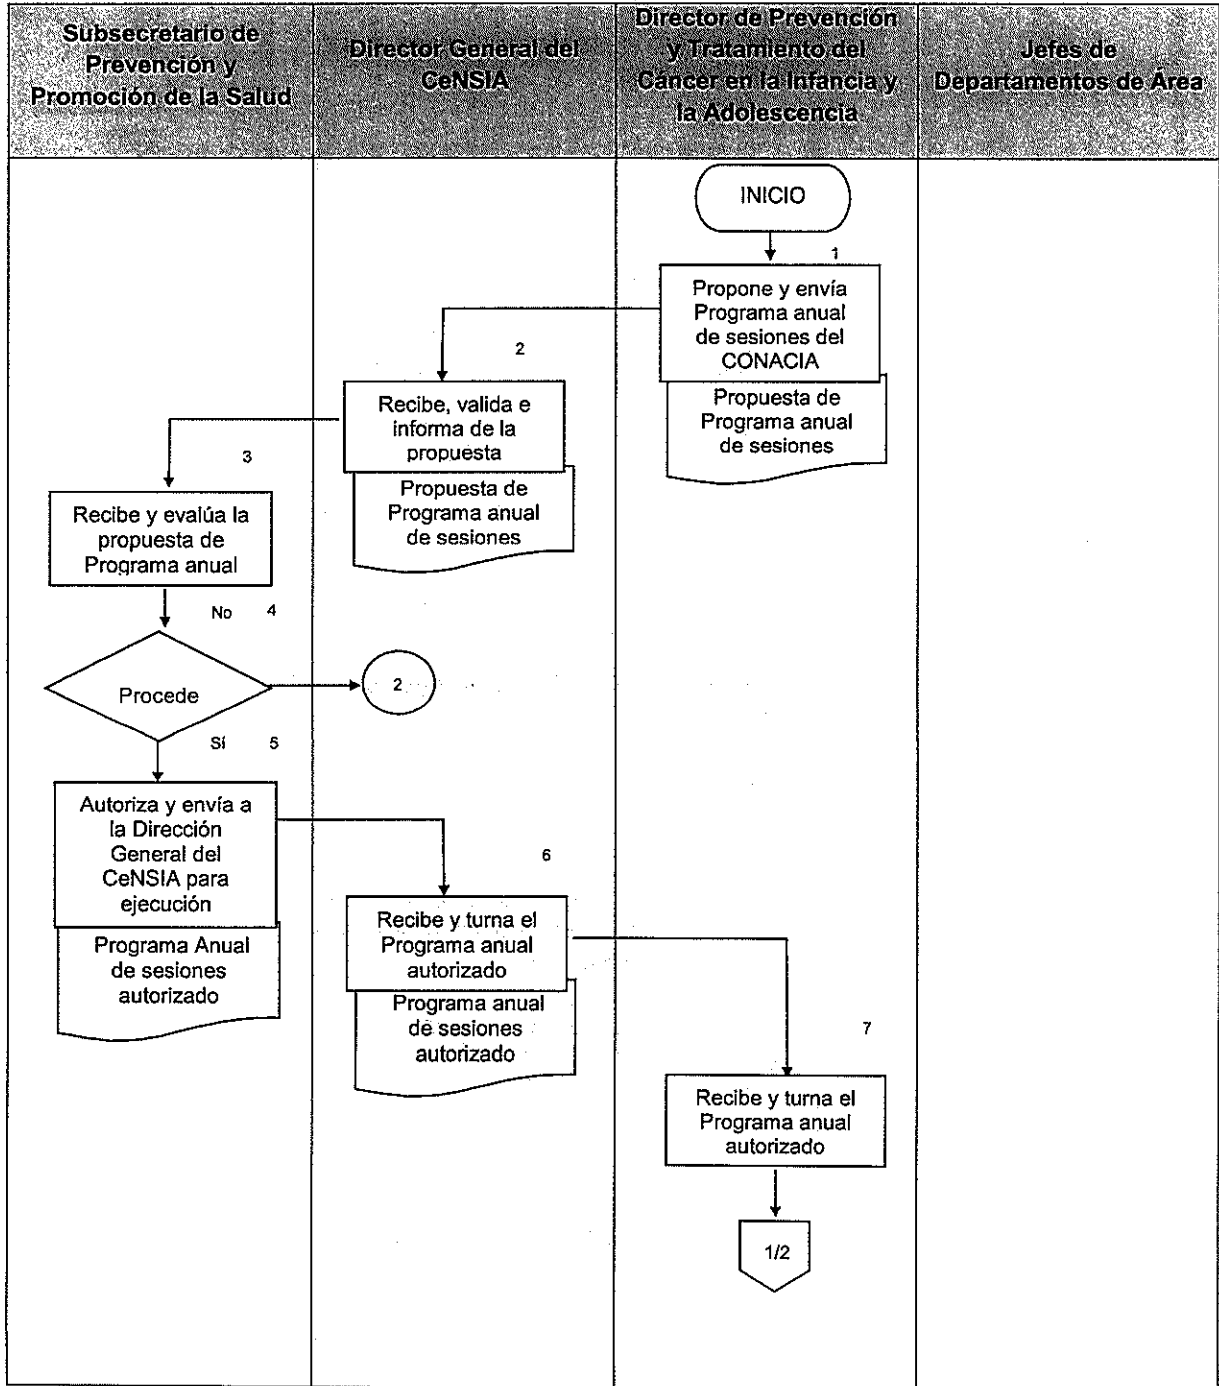 Subsecretario de
Prevención y
Promoción de la Salud
Director General del
CeNSIA
Director de Prevención
y Tratamiento del
Cáncer en la Infancia y
la Adolescencia
Jefes de
Departamentos de Área
INICIO
1
Propone y envía
Programa anual
de sesiones del
CONACIA
Propuesta de
Programa anual
de sesiones
2
Recibe, valida e
informa de la
propuesta
Propuesta de
Programa anual
de sesiones
3
Recibe y evalúa la
propuesta de
Programa anual
No 4
Procede
2
Sí 5
Autoriza y envía a
la Dirección
General del
CeNSIA para
ejecución
Programa Anual
de sesiones
autorizado
6
Recibe y turna el
Programa anual
autorizado
Programa anual
de sesiones
autorizado
7
Recibe y turna el
Programa anual
autorizado
1/2